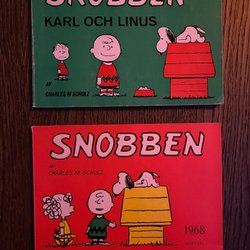 SNOBBEN
KARL OCH LINUS
AV
CHARLES M SCHULZ
SNOBBEN
AV
CHARLES M SCHULZ
1968